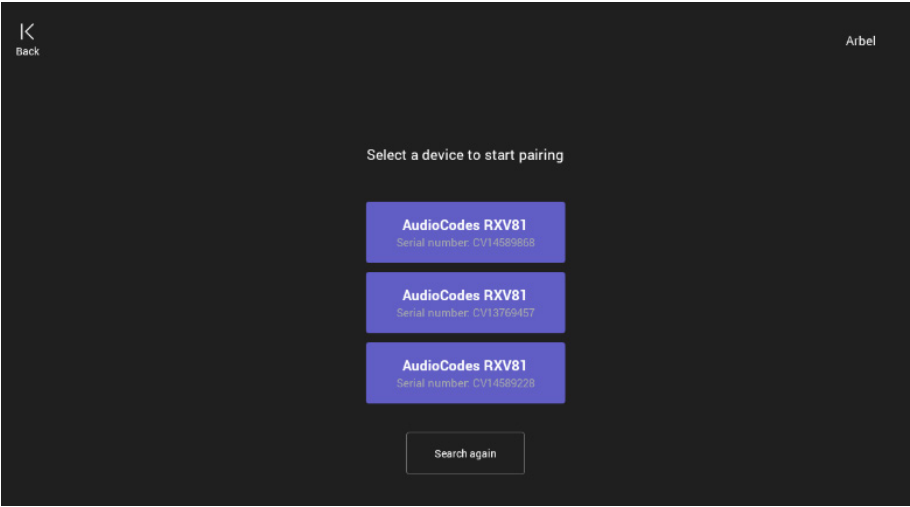 Back
Arbel
Select a device to start pairing
AudioCodes RXV81
Serial number: CV14589868
AudioCodes RXV81
Serial number: CV13769457
AudioCodes RXV81
Serial number: CV14589228
Search again